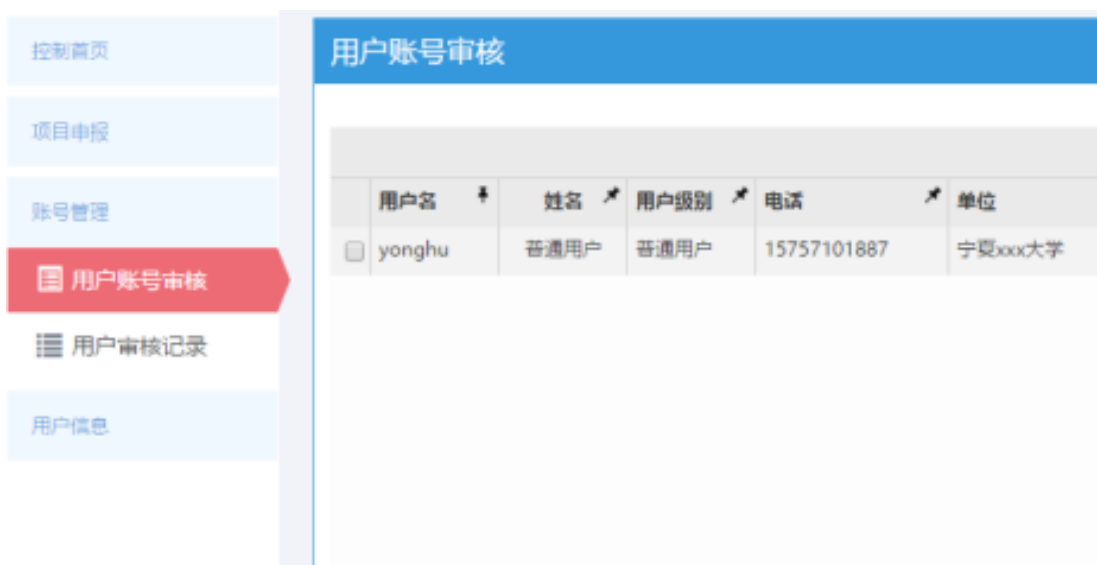 控制首页
项目申报
账号管理
用户账号审核
用户审核记录
用户信息
用户账号审核
用户名 姓名 用户级别 电话 单位
yonghu 普通用户 普通用户 15757101887 宁夏xxx大学